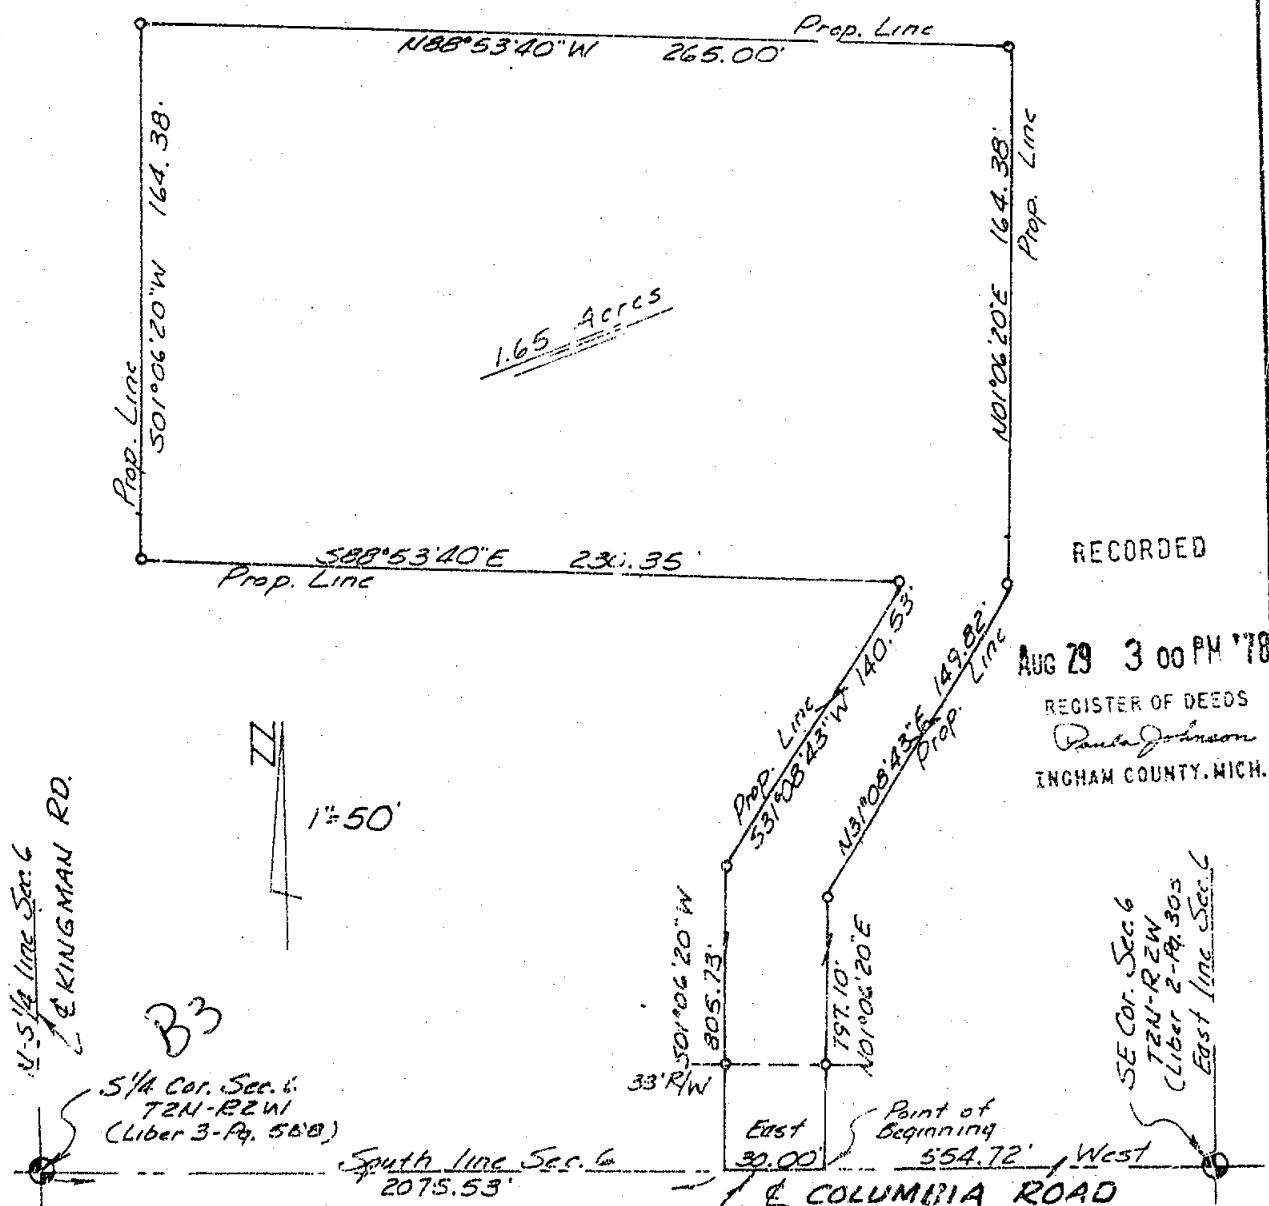 Prop. Line
N88°53'40"W 265.00'
S01°06'20"W 164.38'
Prop. Line
N01°06'20"E 164.38'
Prop. Line
1.65 Acres
S88°53'40"E
Prop. Line
RECORDED
AUG 29 3 00 PM '78
REGISTER OF DEEDS
Paula Johnson
INGHAM COUNTY, MICH.
Prop. Line
S31°08'43"W 140.53'
N31°08'43"E 149.82'
Prop. Line
1"=50'
N-S 1/4 line Sec. 6
℄ KINGMAN RD.
B3
S 1/4 Cor. Sec. 6
T2N-R2W
(Liber 3-Pg.
S01°06'20"W
805.73'
797.10'
N01°06'20"E
33' R/W
SE Cor. Sec. 6
T2N-R2W
(Liber 2-Pg. 305
East line Sec. 6
Point of
Beginning
East
30.00'
South line Sec. 6
2075.53'
554.72' West
℄ COLUMBIA ROAD